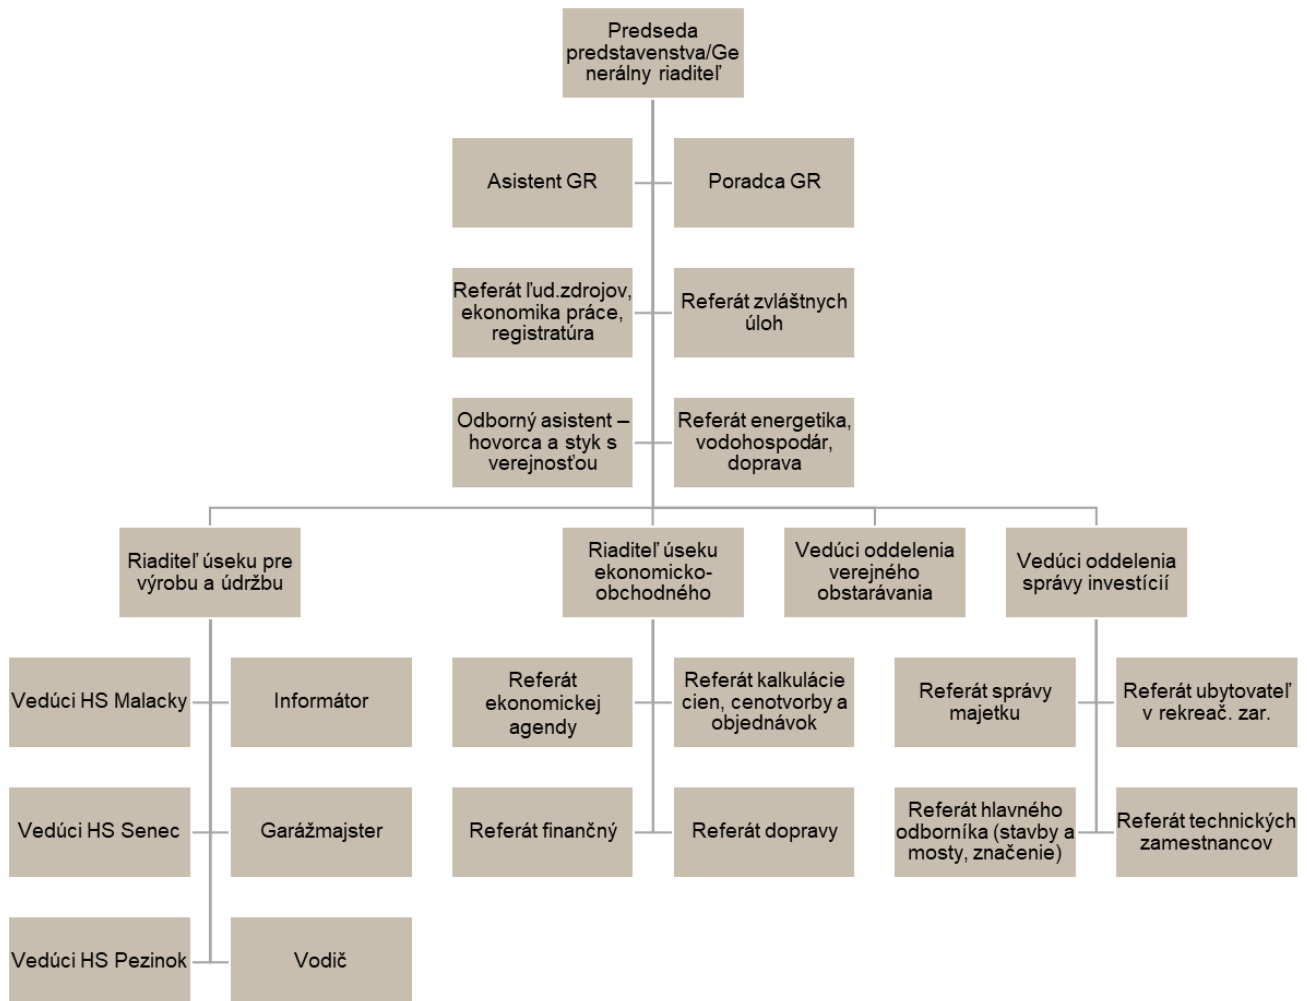 Predseda
predstavenstva/Ge
nerálny riaditeľ
Asistent GR
Poradca GR
Referát ľud.zdrojov,
ekonomika práce,
registratúra
Referát zvláštnych
úloh
Odborný asistent –
hovorca a styk s
verejnosťou
Referát energetika,
vodohospodár,
doprava
Riaditeľ úseku pre
výrobu a údržbu
Riaditeľ úseku
ekonomicko-
obchodného
Vedúci oddelenia
verejného
obstarávania
Vedúci oddelenia
správy investícií
Vedúci HS Malacky
Informátor
Referát
ekonomickej
agendy
Referát kalkulácie
cien, cenotvorby a
objednávok
Referát správy
majetku
Referát ubytovateľ
v rekreač. zar.
Vedúci HS Senec
Garážmajster
Referát finančný
Referát dopravy
Referát hlavného
odborníka (stavby a
mosty, značenie)
Referát technických
zamestnancov
Vedúci HS Pezinok
Vodič